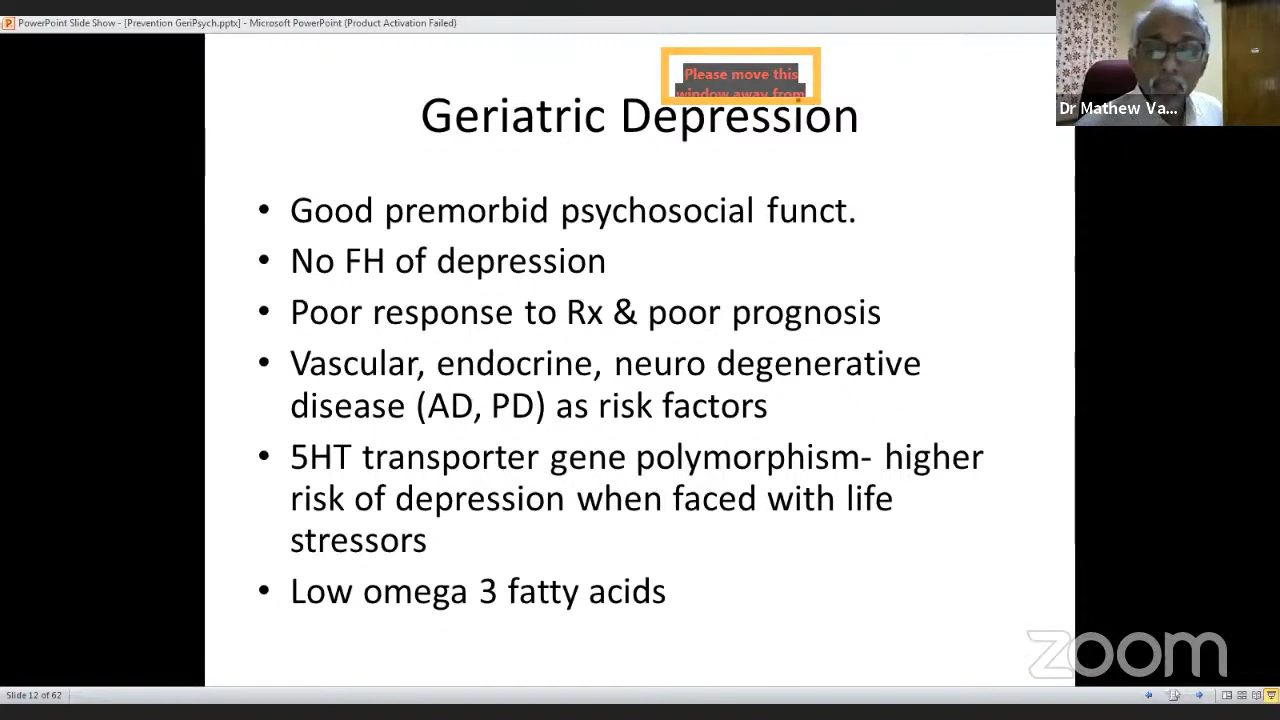 PowerPoint Slide Show - [Prevention GeriPsych.pptx] - Microsoft PowerPoint (Product Activation Failed)
Please move this
window away from
Dr Mathew Va...
Geriatric Depression
• Good premorbid psychosocial funct.
• No FH of depression
• Poor response to Rx & poor prognosis
• Vascular, endocrine, neuro degenerative
disease (AD, PD) as risk factors
• 5HT transporter gene polymorphism- higher
risk of depression when faced with life
stressors
• Low omega 3 fatty acids
zoom
Slide 12 of 62